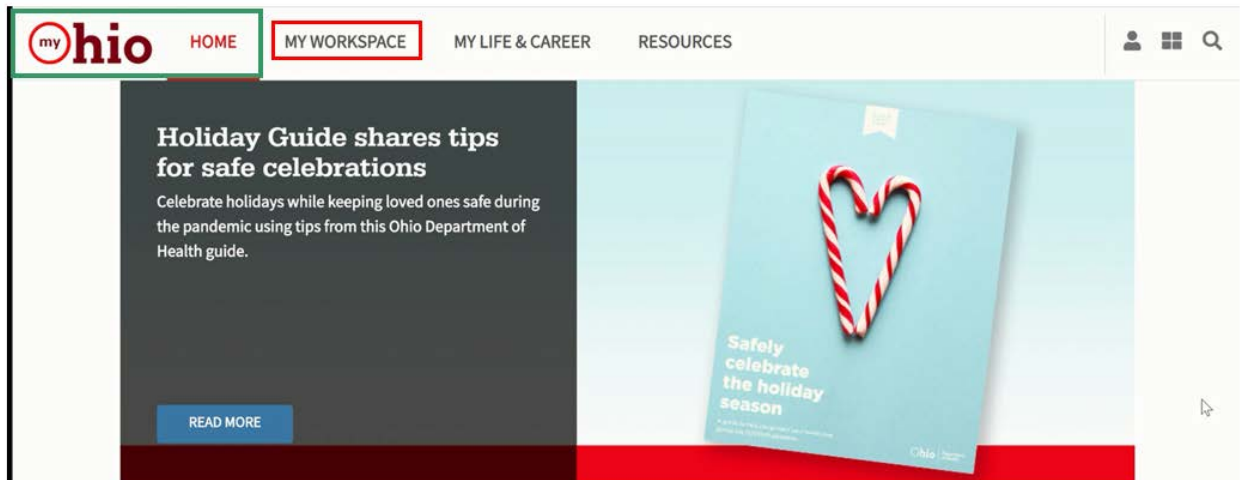 my Ohio HOME MY WORKSPACE MY LIFE & CAREER RESOURCES
Holiday Guide shares tips
for safe celebrations
Celebrate holidays while keeping loved ones safe during
the pandemic using tips from this Ohio Department of
Health guide.
READ MORE
Safely
celebrate
the holiday
season
Ohio